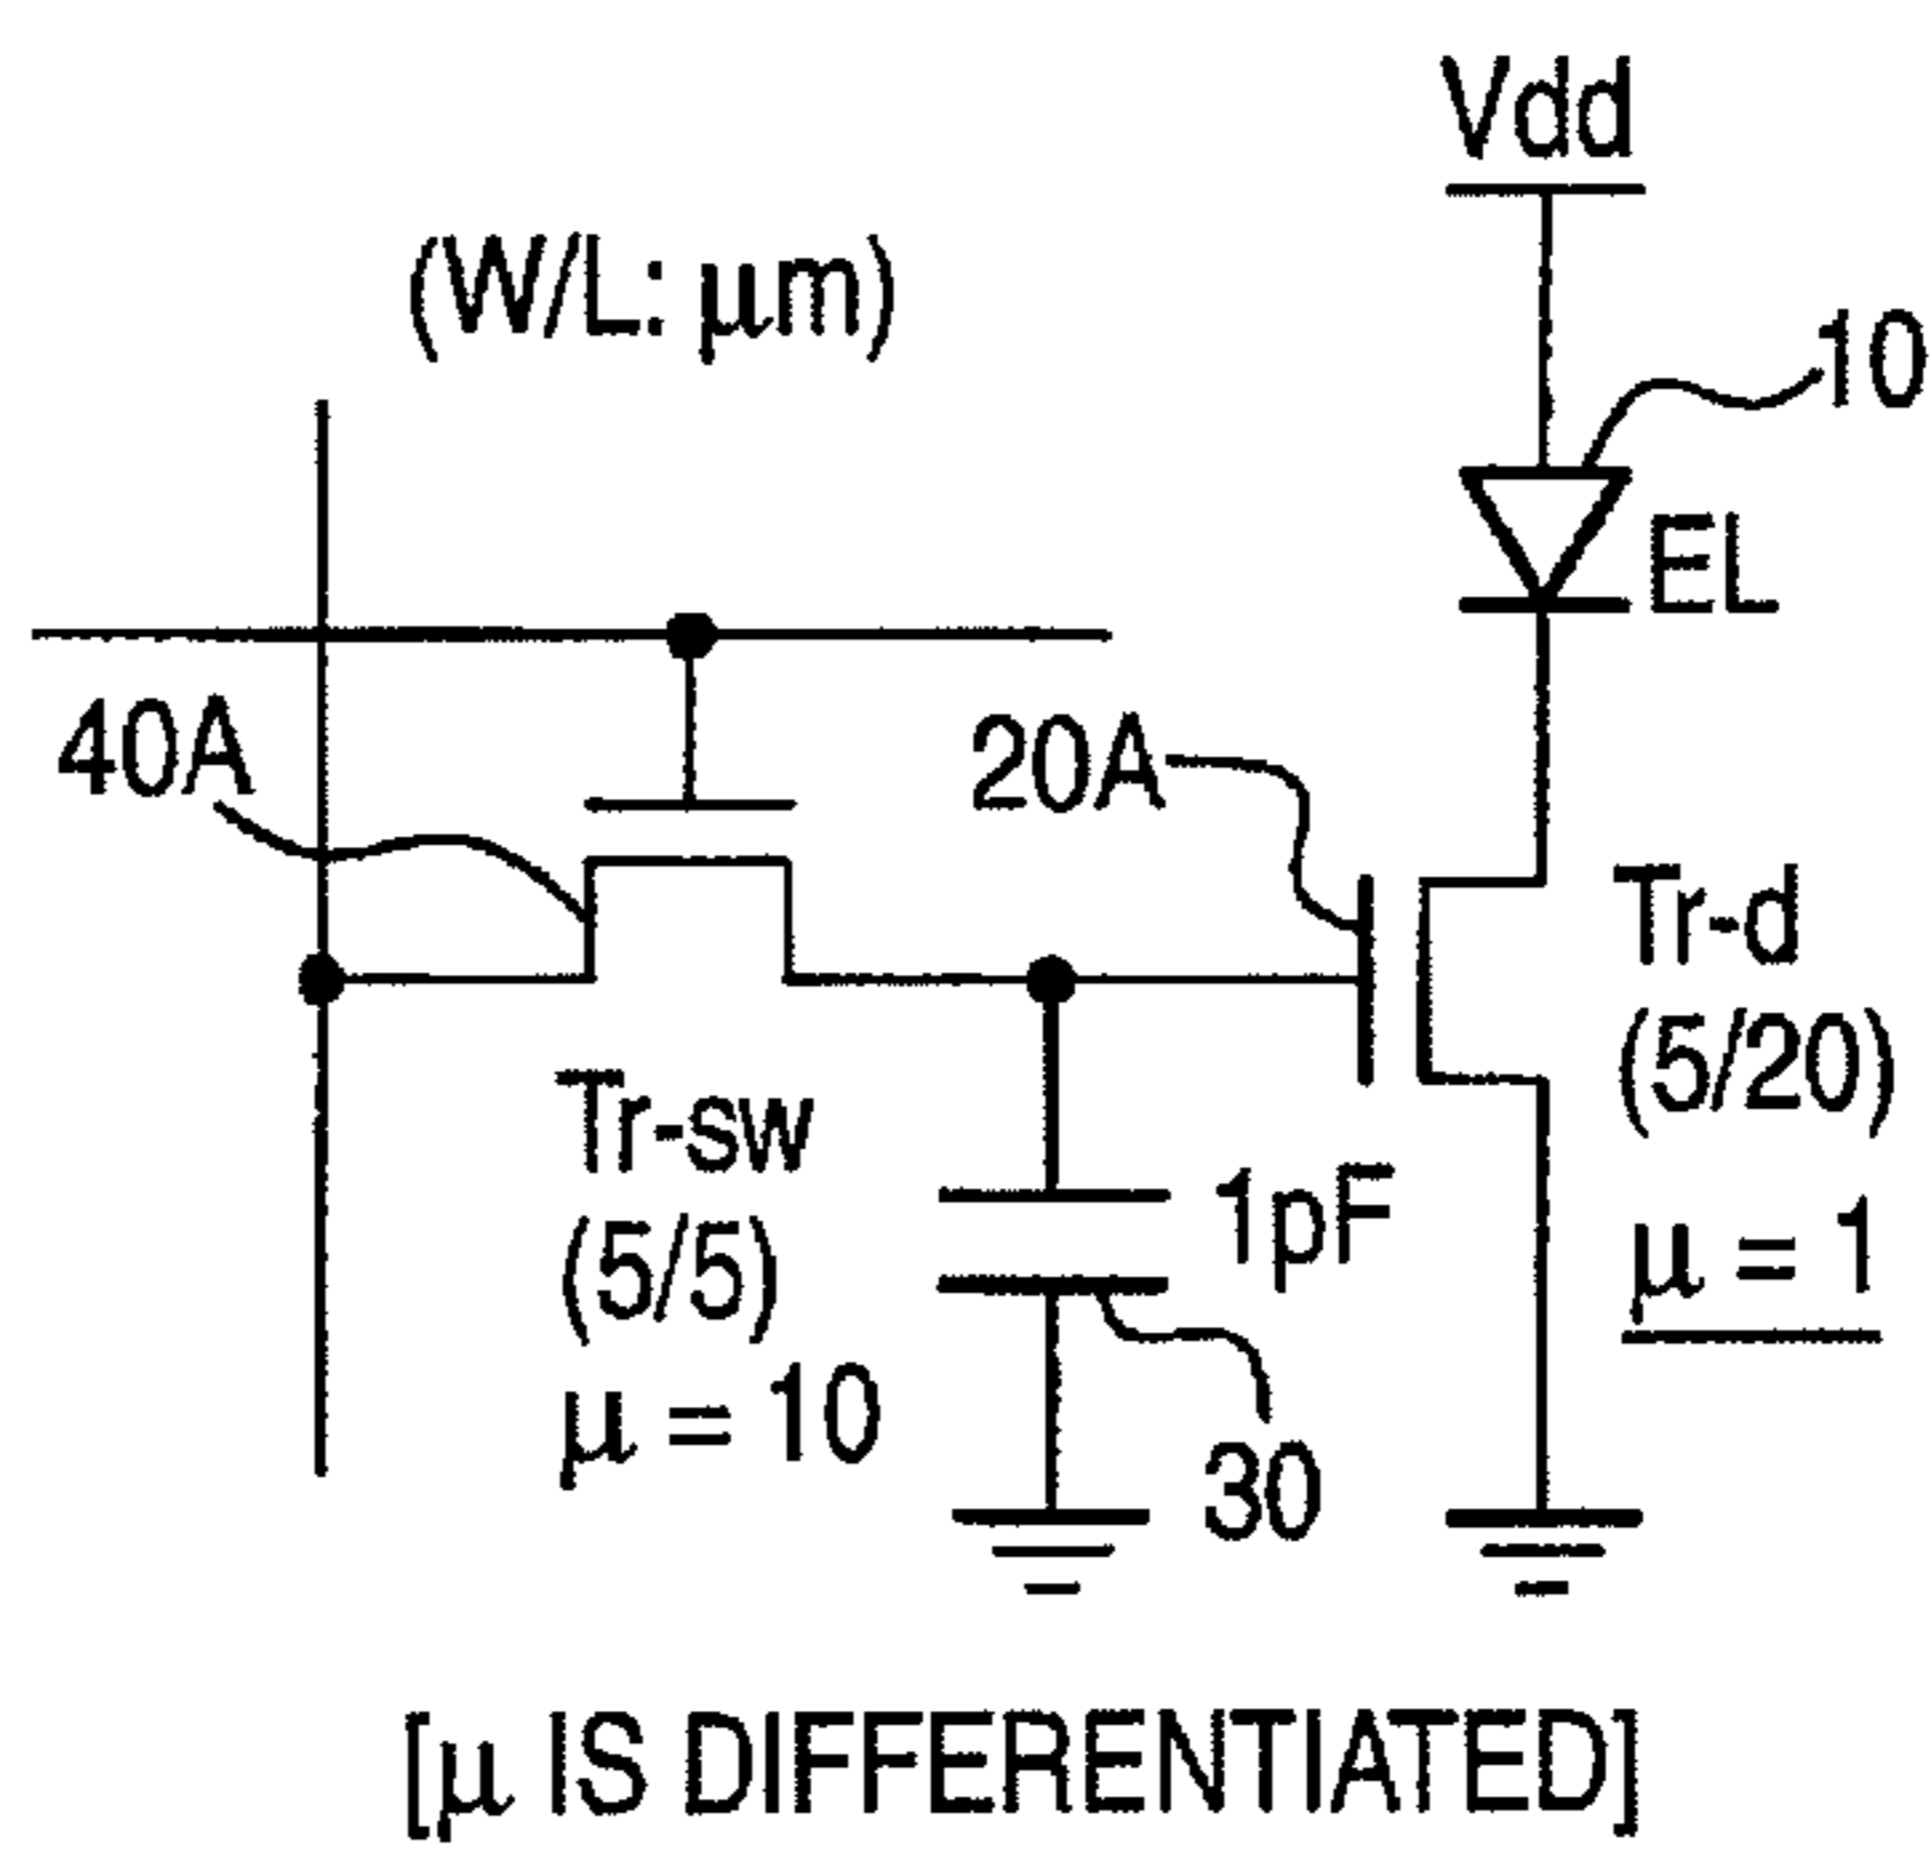 Vdd
(W/L: μm)
10
EL
40A
20A
Tr-d
(5/20)
μ = 1
Tr-sw
(5/5)
μ = 10
1pF
30
[μ IS DIFFERENTIATED]